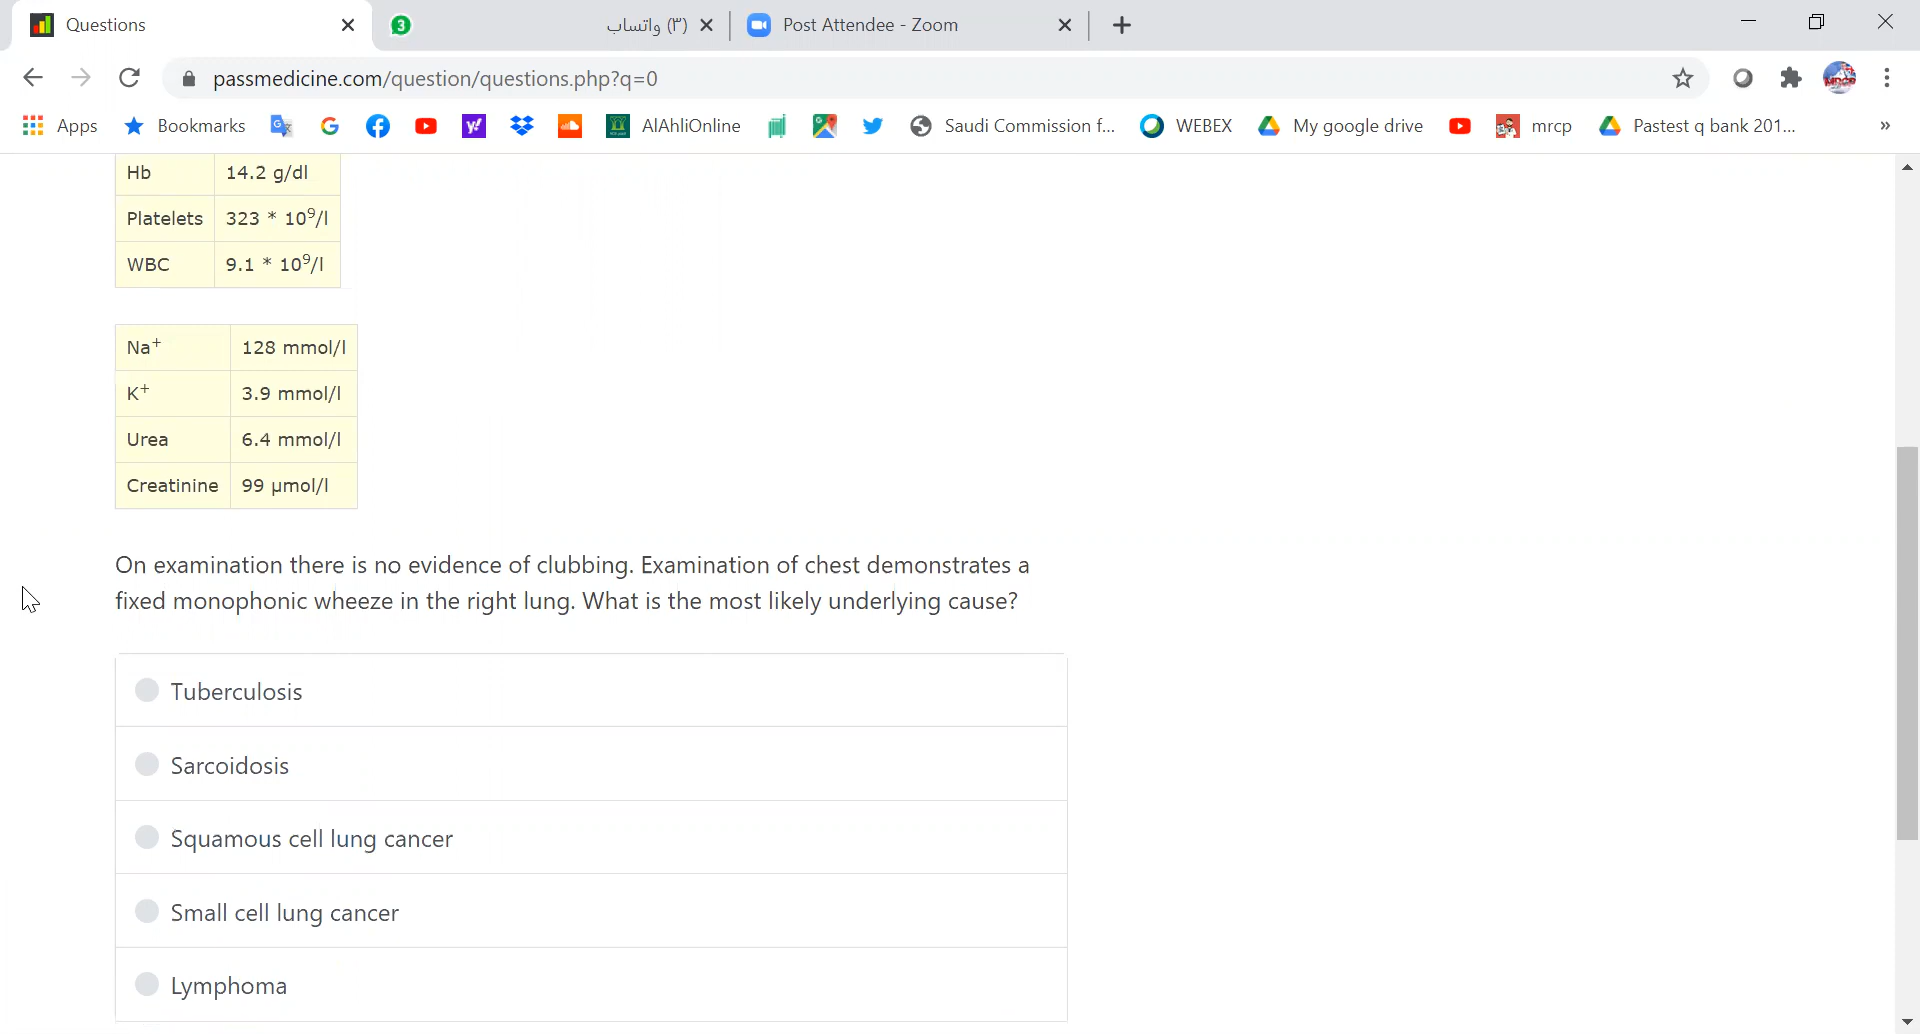 Questions
3
(٣) واتساب
Post Attendee - Zoom
passmedicine.com/question/questions.php?q=0
Apps
Bookmarks
AlAhliOnline
Saudi Commission f...
WEBEX
My google drive
mrcp
Pastest q bank 201...
»
Hb 14.2 g/dl
Platelets 323 * 10⁹/l
WBC 9.1 * 10⁹/l
Na⁺ 128 mmol/l
K⁺ 3.9 mmol/l
Urea 6.4 mmol/l
Creatinine 99 µmol/l
On examination there is no evidence of clubbing. Examination of chest demonstrates a
fixed monophonic wheeze in the right lung. What is the most likely underlying cause?
Tuberculosis
Sarcoidosis
Squamous cell lung cancer
Small cell lung cancer
Lymphoma